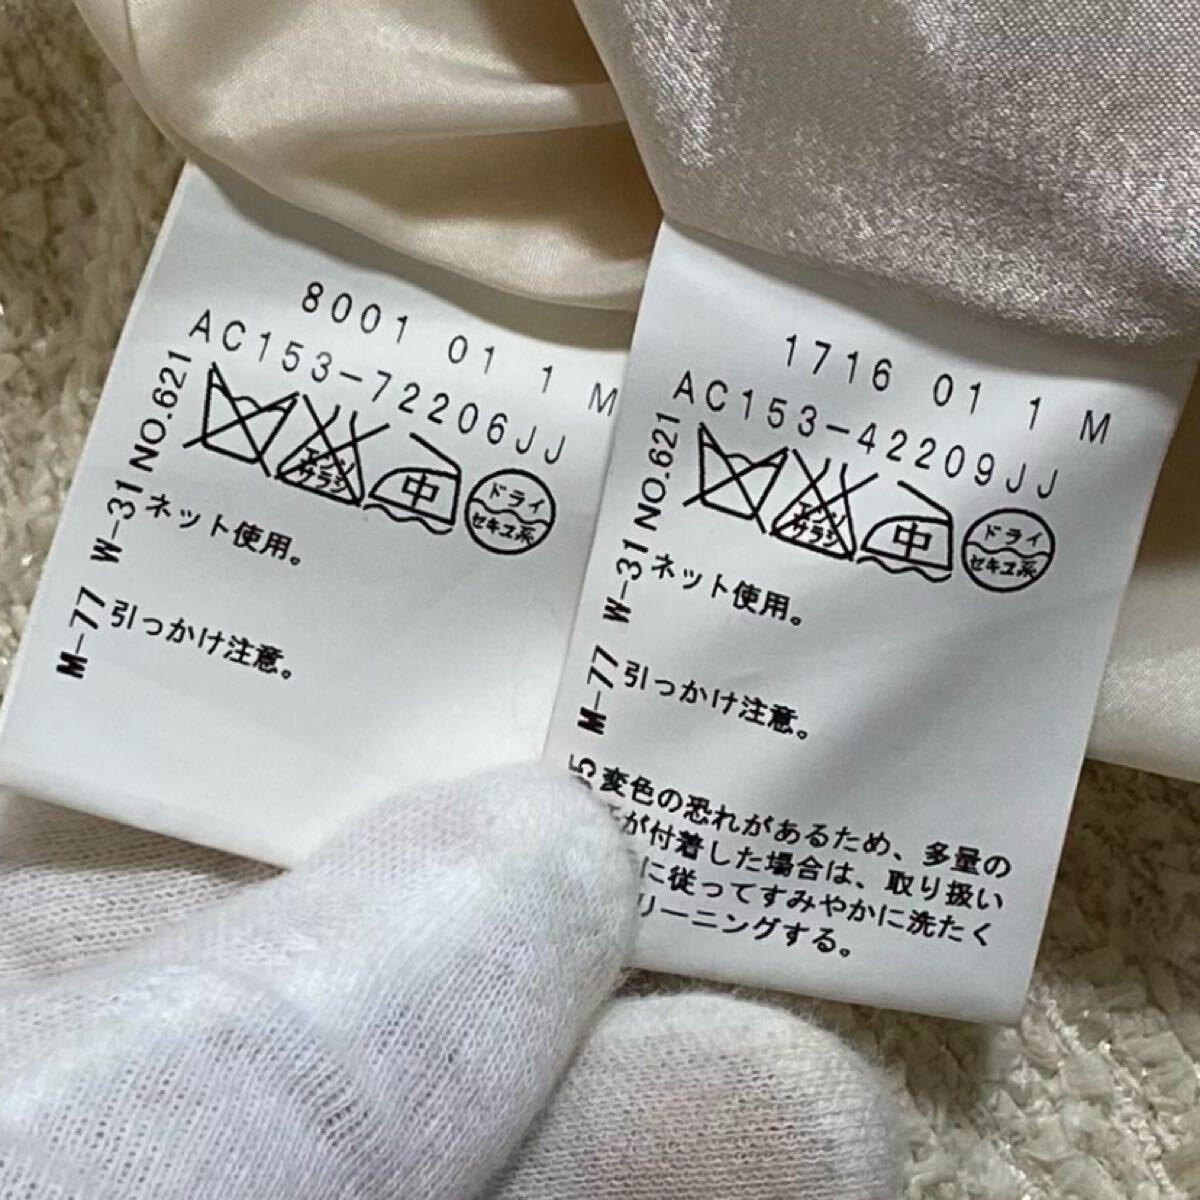 8001 01 1 M
AC153-72206JJ
エンソ
サラシ
中
ドライ
セキユ系
M-77 W-31 NO.621
ネット使用。
引っかけ注意。
1716 01 1 M
AC153-42209JJ
エンソ
サラシ
中
ドライ
セキユ系
M-77 W-31 NO.621
ネット使用。
引っかけ注意。
変色の恐れがあるため、多量の
が付着した場合は、取り扱い
に従ってすみやかに洗たく
リーニングする。